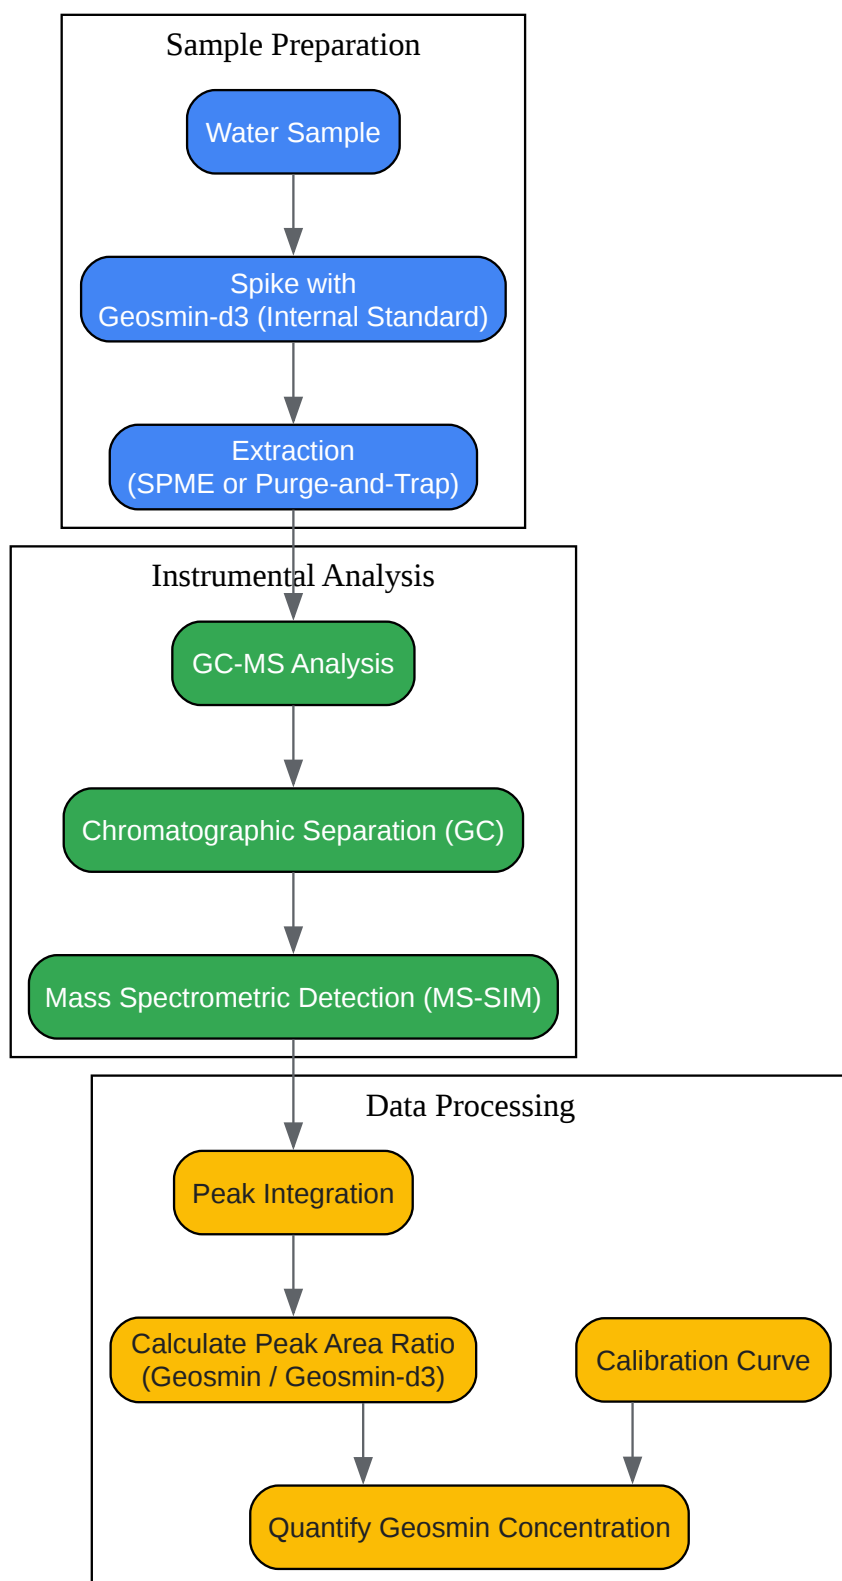 Sample Preparation
Water Sample
Spike with
Geosmin-d3 (Internal Standard)
Extraction
(SPME or Purge-and-Trap)
Instrumental Analysis
GC-MS Analysis
Chromatographic Separation (GC)
Mass Spectrometric Detection (MS-SIM)
Data Processing
Peak Integration
Calculate Peak Area Ratio
(Geosmin / Geosmin-d3)
Calibration Curve
Quantify Geosmin Concentration